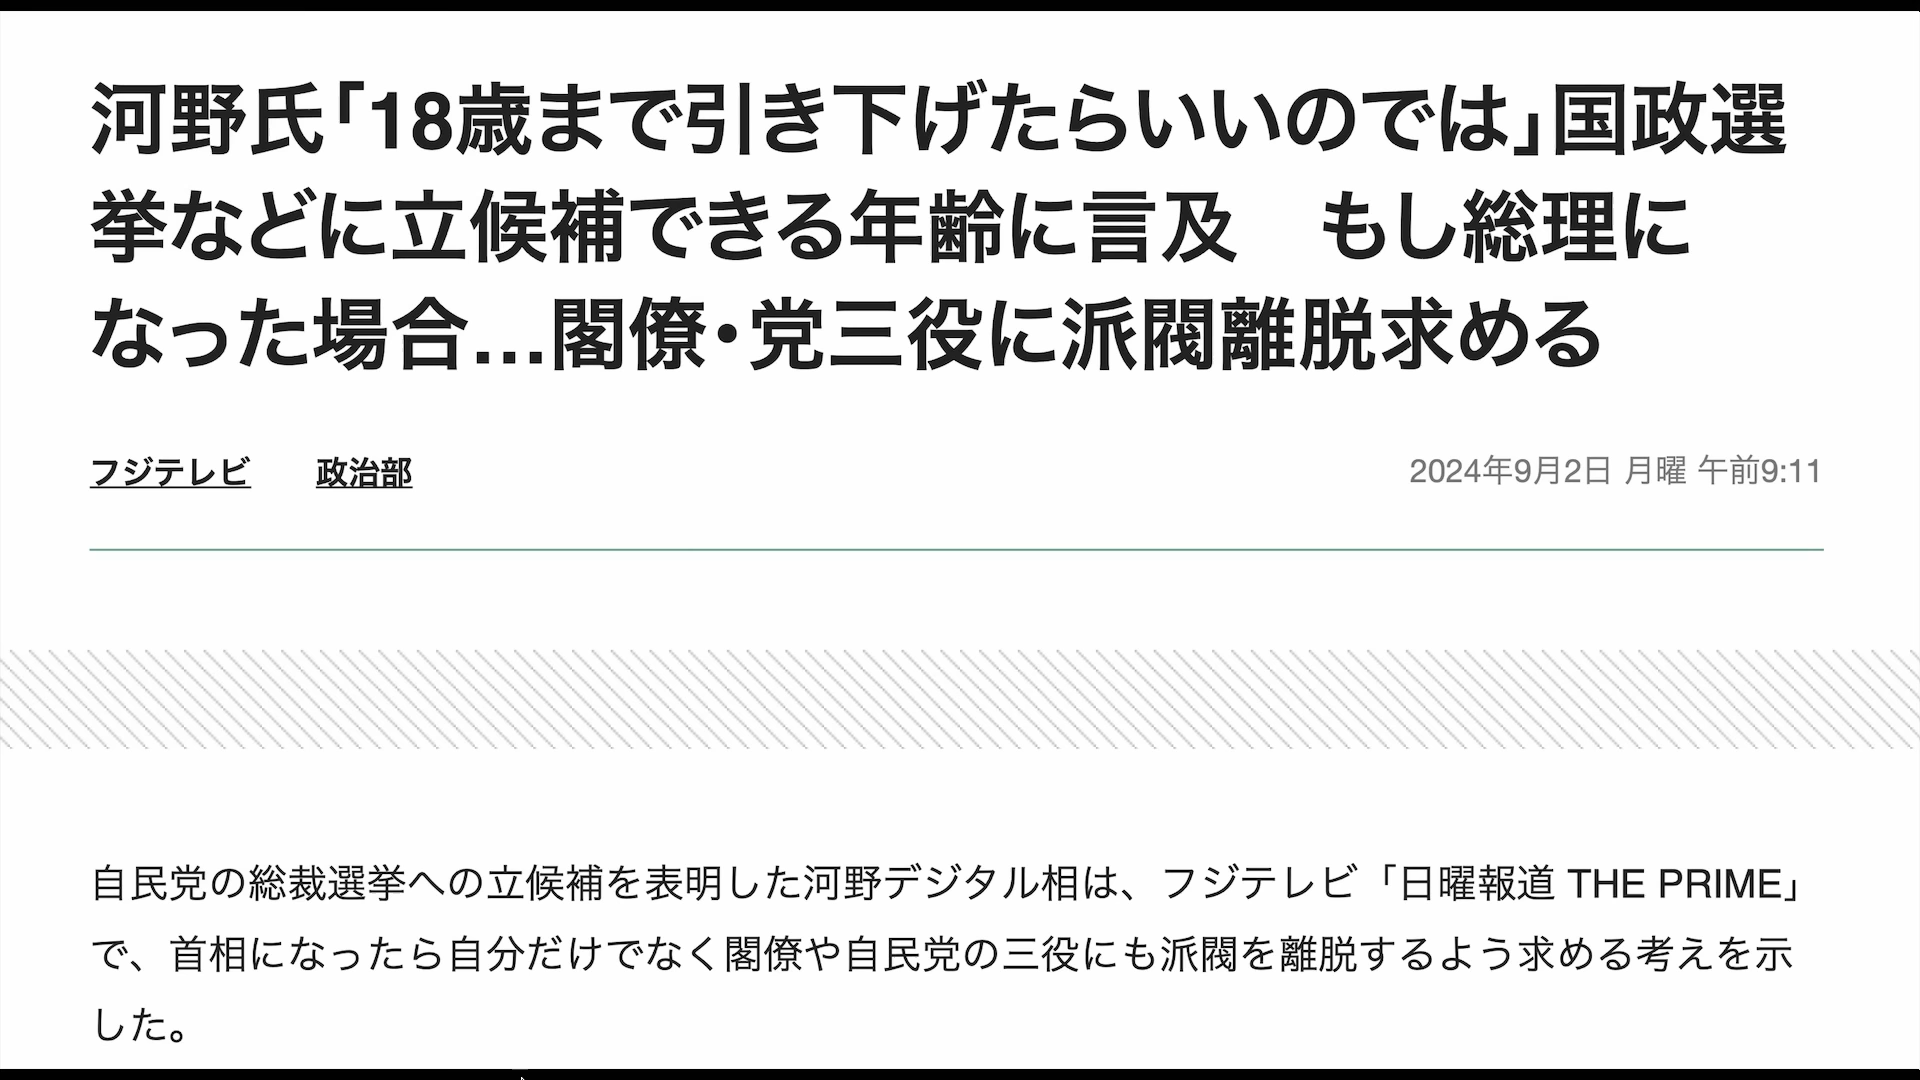 河野氏「18歳まで引き下げたらいいのでは」国政選
挙などに立候補できる年齢に言及　もし総理に
なった場合…閣僚・党三役に派閥離脱求める
フジテレビ 政治部 2024年9月2日 月曜 午前9:11
自民党の総裁選挙への立候補を表明した河野デジタル相は、フジテレビ「日曜報道 THE PRIME」
で、首相になったら自分だけでなく閣僚や自民党の三役にも派閥を離脱するよう求める考えを示
した。